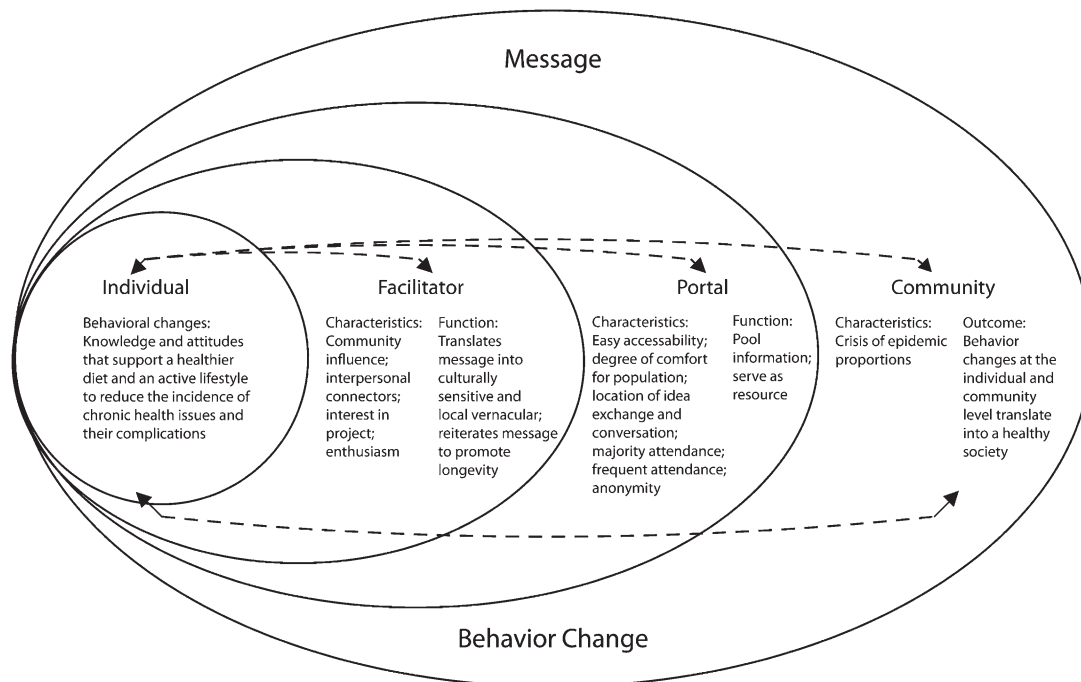 Message
Individual
Behavioral changes:
Knowledge and attitudes
that support a healthier
diet and an active lifestyle
to reduce the incidence of
chronic health issues and
their complications
Facilitator
Characteristics:
Community
influence;
interpersonal
connectors;
interest in
project;
enthusiasm
Function:
Translates
message into
culturally
sensitive and
local vernacular;
reiterates message
to promote
longevity
Portal
Characteristics:
Easy accessability;
degree of comfort
for population;
location of idea
exchange and
conversation;
majority attendance;
frequent attendance;
anonymity
Function:
Pool
information;
serve as
resource
Community
Characteristics:
Crisis of epidemic
proportions
Outcome:
Behavior
changes at the
individual and
community
level translate
into a healthy
society
Behavior Change